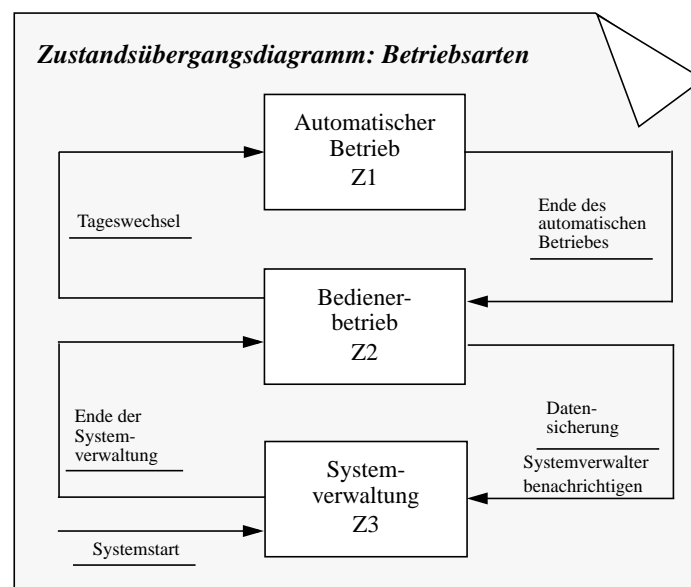 Zustandsübergangsdiagramm: Betriebsarten
Automatischer
Betrieb
Z1
Tageswechsel
Ende des
automatischen
Betriebes
Bediener-
betrieb
Z2
Ende der
System-
verwaltung
Daten-
sicherung
Systemverwalter
benachrichtigen
System-
verwaltung
Z3
Systemstart